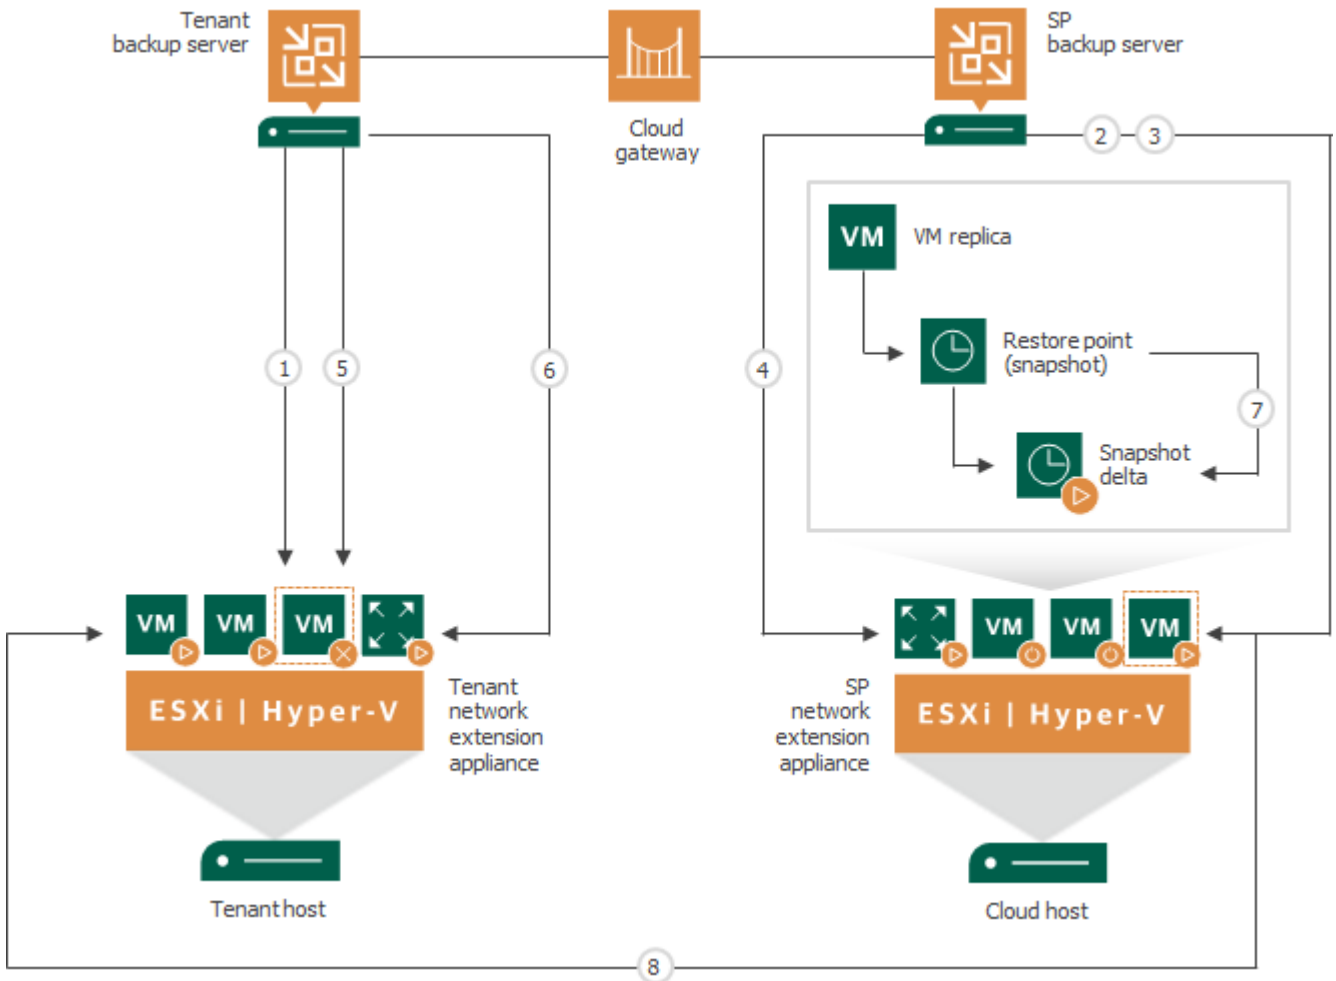 Tenant
backup server
SP
backup server
Cloud
gateway
2
3
VM
VM replica
Restore point
(snapshot)
1
5
6
4
7
Snapshot
delta
VM
VM
VM
VM
VM
VM
ESXi | Hyper-V
Tenant
network
extension
appliance
SP
network
extension
appliance
ESXi | Hyper-V
Tenant host
Cloud host
8